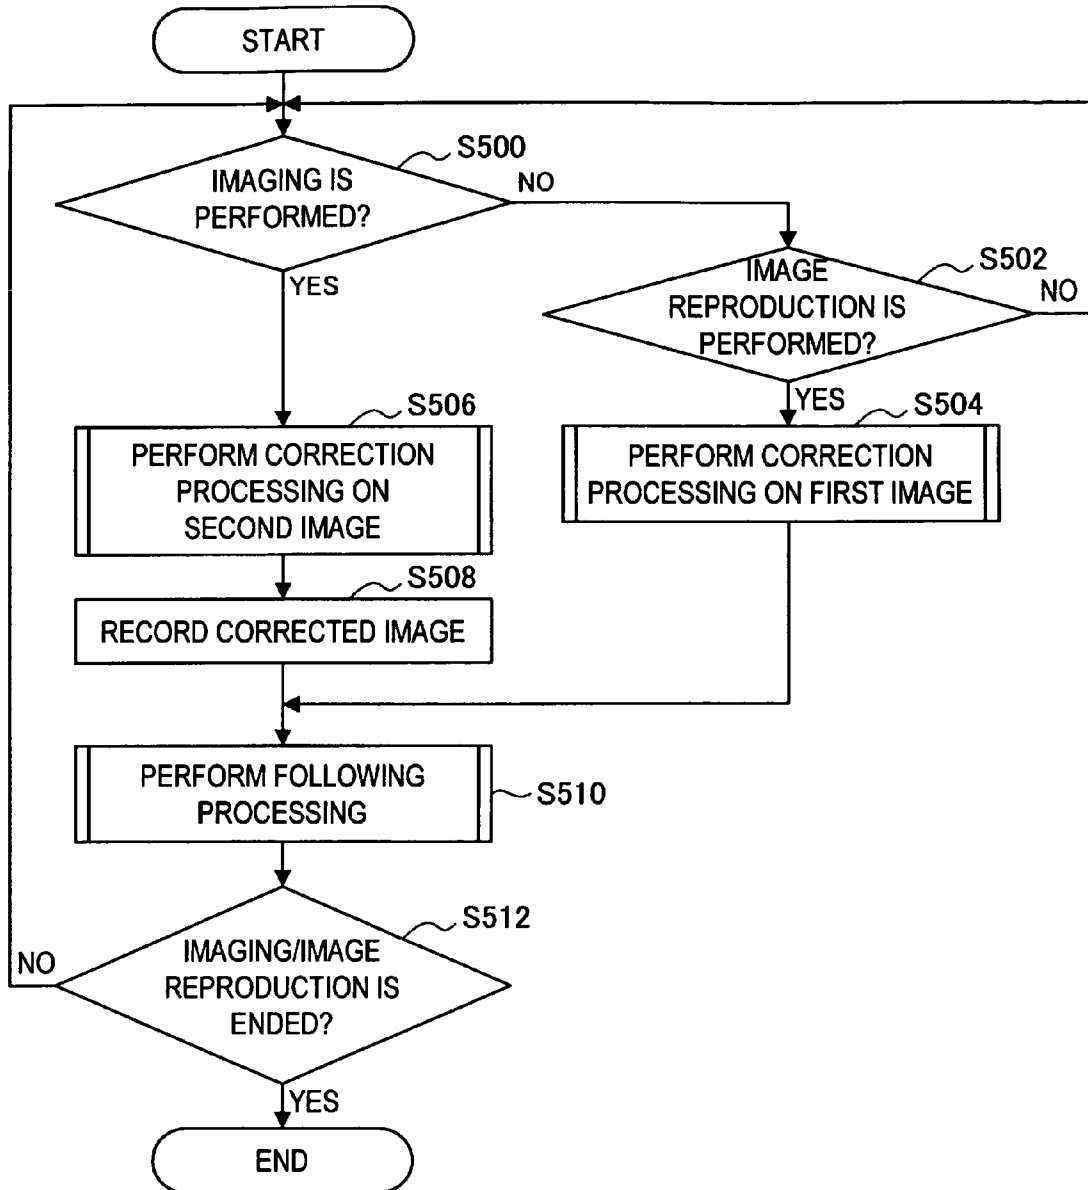 START
S500
IMAGING IS
PERFORMED?
NO
YES
S502
IMAGE
REPRODUCTION IS
PERFORMED?
NO
YES
S506
PERFORM CORRECTION
PROCESSING ON
SECOND IMAGE
S504
PERFORM CORRECTION
PROCESSING ON FIRST IMAGE
S508
RECORD CORRECTED IMAGE
PERFORM FOLLOWING
PROCESSING
S510
S512
IMAGING/IMAGE
REPRODUCTION IS
ENDED?
NO
YES
END